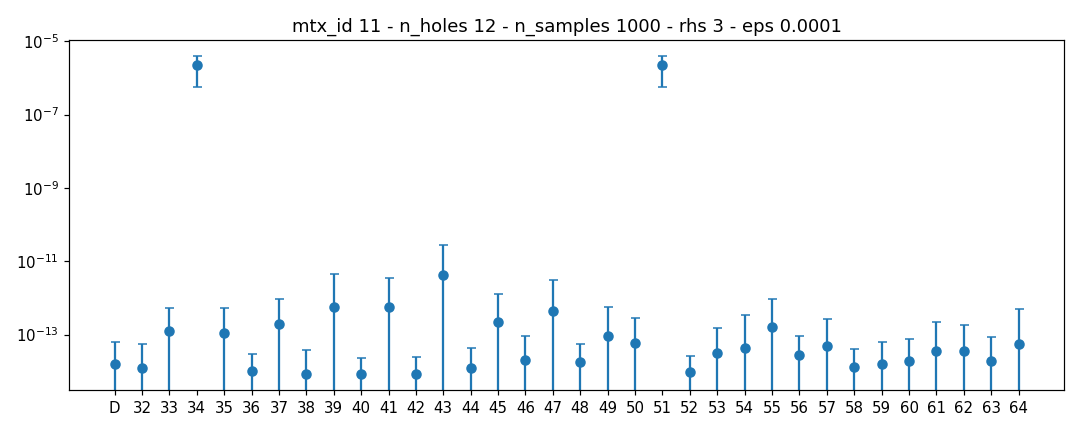 mtx_id 11 - n_holes 12 - n_samples 1000 - rhs 3 - eps 0.0001
10⁻⁵
10⁻⁷
10⁻⁹
10⁻¹¹
10⁻¹³
D 32 33 34 35 36 37 38 39 40 41 42 43 44 45 46 47 48 49 50 51 52 53 54 55 56 57 58 59 60 61 62 63 64